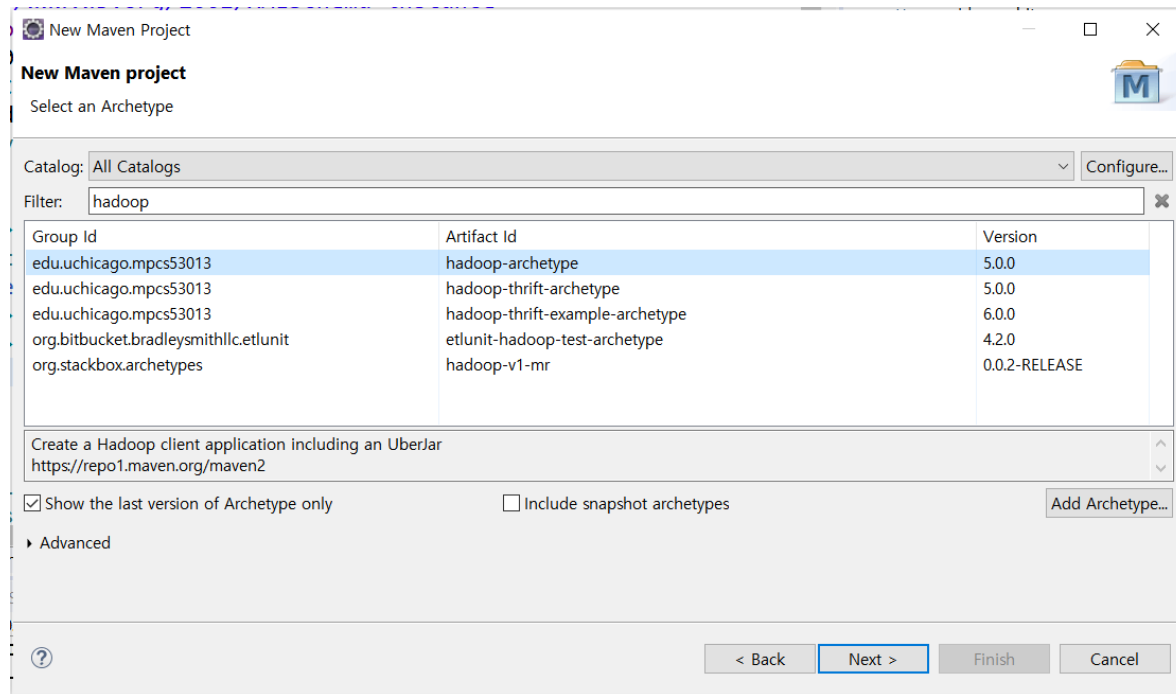 New Maven Project
New Maven project
Select an Archetype
Catalog: All Catalogs Configure...
Filter: hadoop
Group Id Artifact Id Version
edu.uchicago.mpcs53013 hadoop-archetype 5.0.0
edu.uchicago.mpcs53013 hadoop-thrift-archetype 5.0.0
edu.uchicago.mpcs53013 hadoop-thrift-example-archetype 6.0.0
org.bitbucket.bradleysmithllc.etlunit etlunit-hadoop-test-archetype 4.2.0
org.stackbox.archetypes hadoop-v1-mr 0.0.2-RELEASE
Create a Hadoop client application including an UberJar
https://repo1.maven.org/maven2
Show the last version of Archetype only Include snapshot archetypes Add Archetype...
Advanced
? < Back Next > Finish Cancel